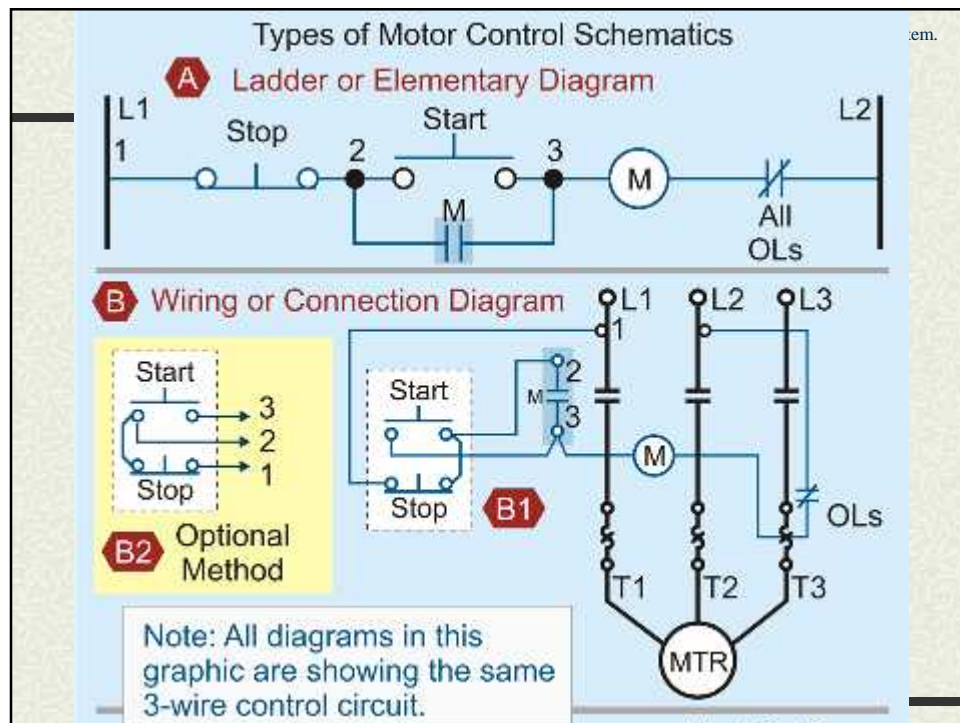 Types of Motor Control Schematics
tem.
A Ladder or Elementary Diagram
L1
L2
1
Stop
2
Start
3
M
M
All
OLs
B Wiring or Connection Diagram
L1
L2
L3
1
Start
3
2
1
Stop
B2 Optional
Method
Start
Stop
B1
2
M
3
M
OLs
T1
T2
T3
MTR
Note: All diagrams in this
graphic are showing the same
3-wire control circuit.